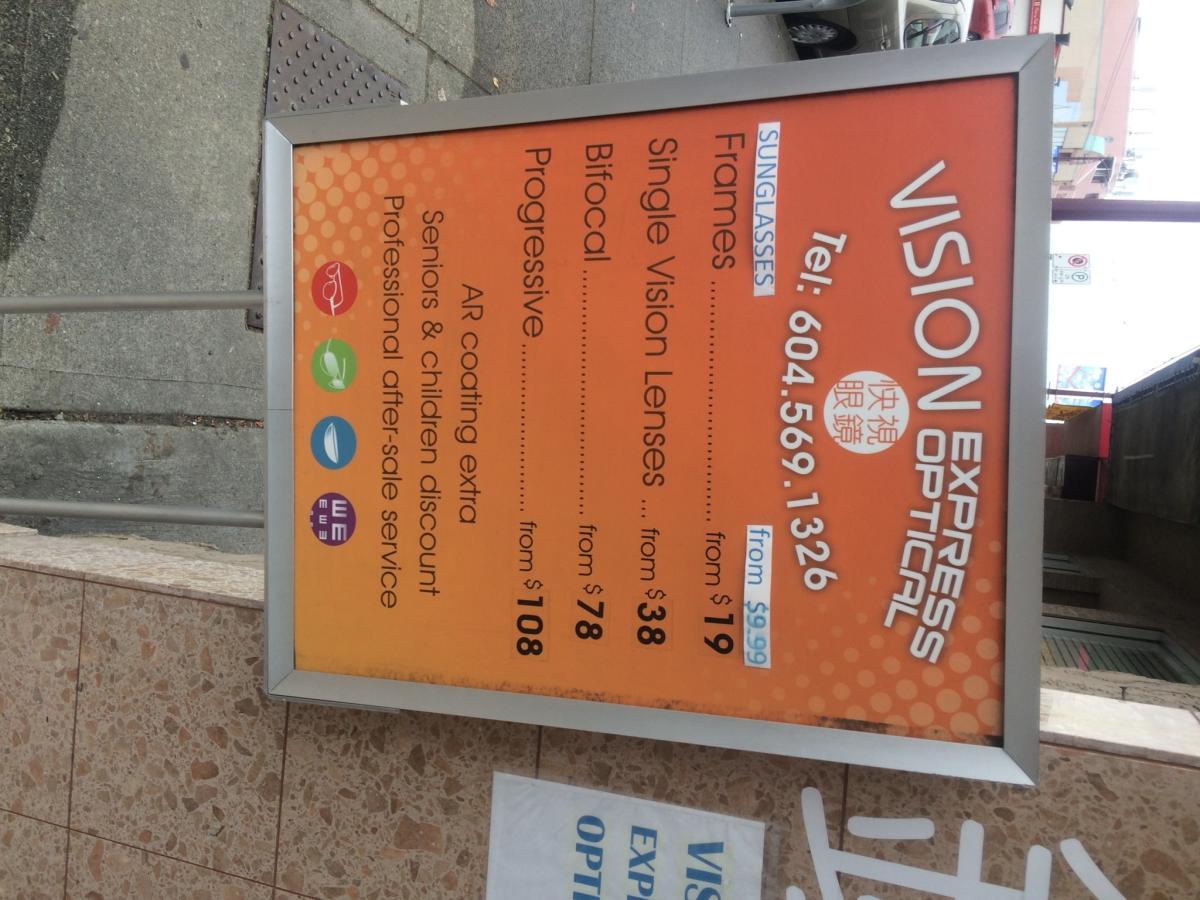 VISION EXPRESS OPTICAL
快視
眼鏡
Tel: 604.569.1326
SUNGLASSES from $9.99
Frames .................................. from $19
Single Vision Lenses ... from $38
Bifocal .................................. from $78
Progressive ....................... from $108
AR coating extra
Seniors & children discount
Professional after-sale service
VIS
EXP
OPTI